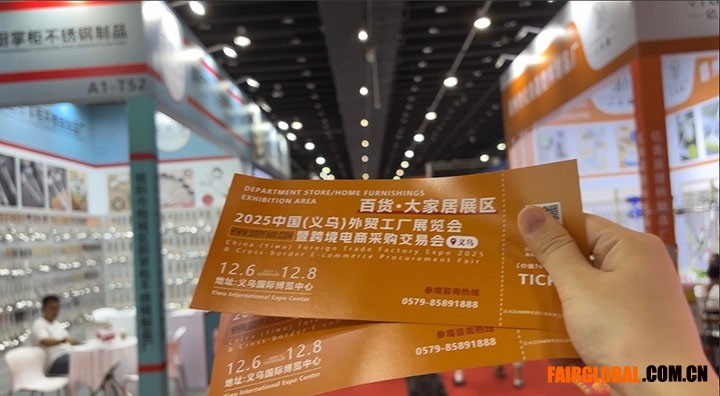 厨掌柜不锈钢制品
A1-T52
DEPARTMENT STORE/HOME FURNISHINGS
EXHIBITION AREA
百货·大家居展区
2025中国(义乌)外贸工厂展览会
暨跨境电商采购交易会 义乌
China (Yiwu) Foreign Trade Factory Expo 2025
& Cross-border E-commerce Procurement Fair
12.6 12.8
地址:义乌国际博览中心
Yiwu International Expo Center
参观咨询热线
0579-85891888
TICK
参观咨询热线
0579-85891888
12.6 12.8
地址:义乌国际博览中心
Yiwu International Expo Center
FAIRGLOBAL.COM.CN